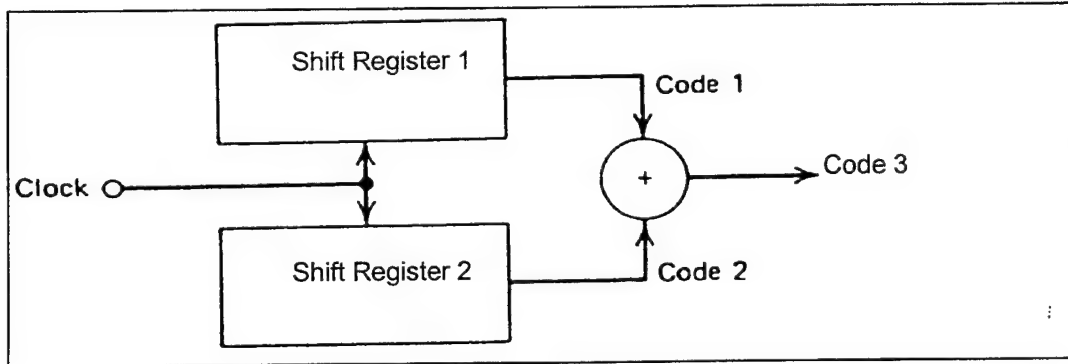 Shift Register 1
Code 1
Clock
+
Code 3
Shift Register 2
Code 2